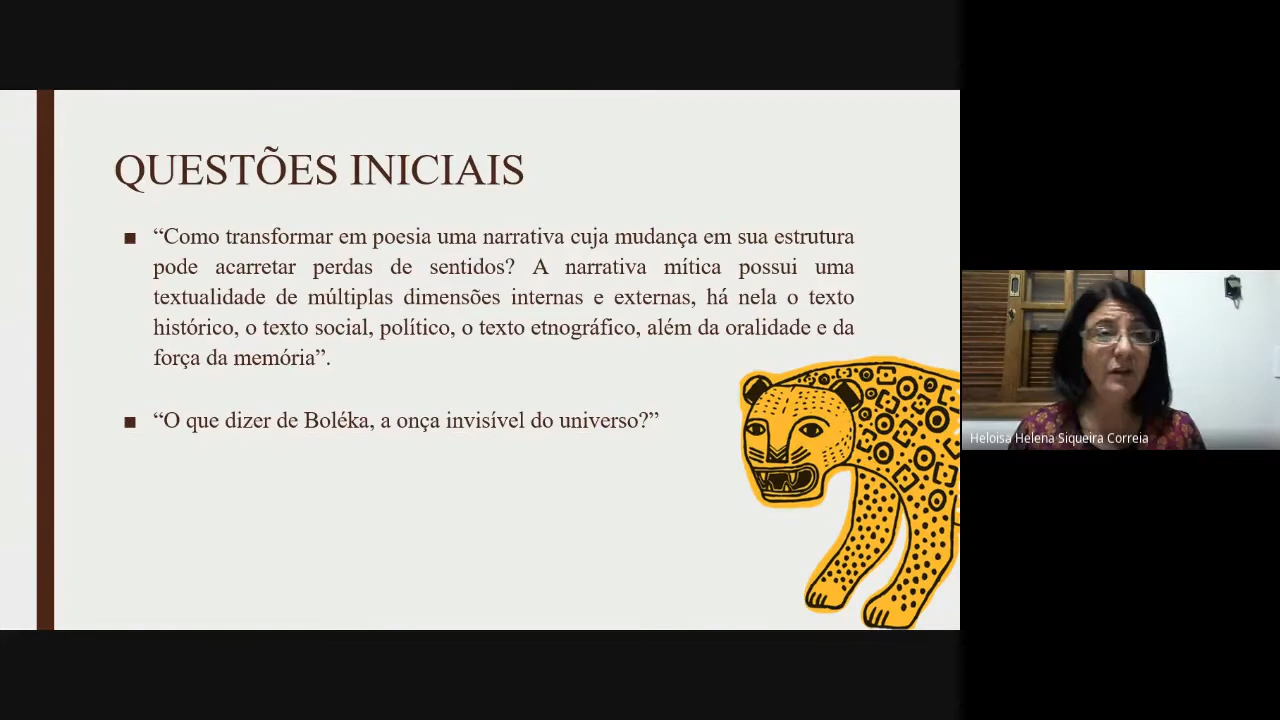 QUESTÕES INICIAIS
■ “Como transformar em poesia uma narrativa cuja mudança em sua estrutura
pode acarretar perdas de sentidos? A narrativa mítica possui uma
textualidade de múltiplas dimensões internas e externas, há nela o texto
histórico, o texto social, político, o texto etnográfico, além da oralidade e da
força da memória”.
■ “O que dizer de Boléka, a onça invisível do universo?”
Heloisa Helena Siqueira Correia